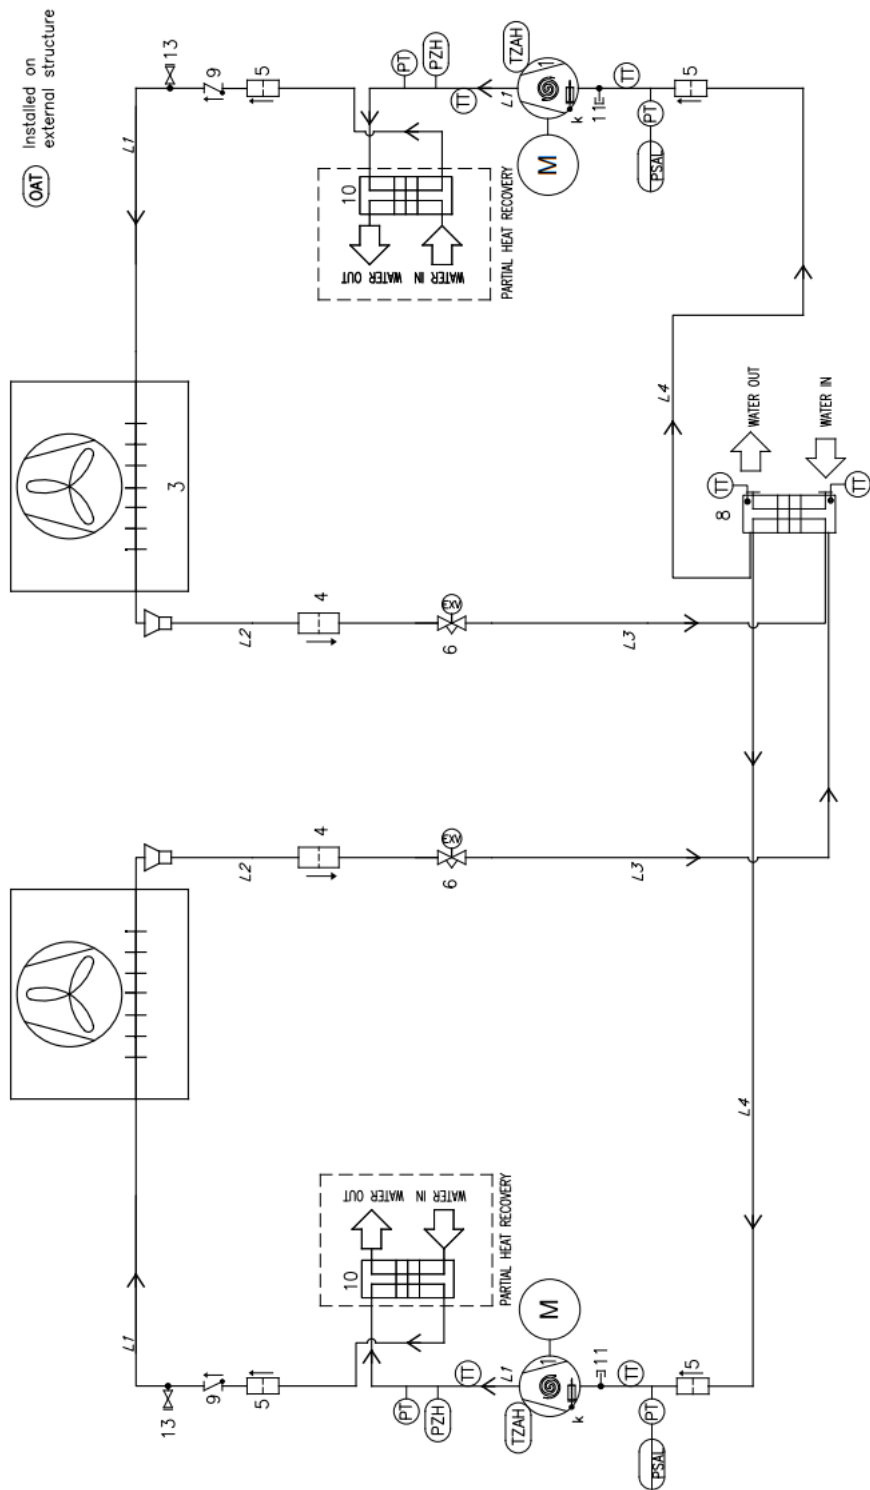 OAT
Installed on
external structure
13
9
5
L1
PT
PZH
TT
L1
TZAH
1
k
11
TT
5
PT
PSAL
M
10
WATER OUT
WATER IN
PARTIAL HEAT RECOVERY
3
L4
WATER OUT
WATER IN
TT
TT
8
L2
4
EXV
6
L3
L2
4
EXV
6
L3
L4
L1
WATER OUT
WATER IN
10
PARTIAL HEAT RECOVERY
M
13
9
5
PT
PZH
TT
L1
TZAH
1
k
11
TT
5
PT
PSAL